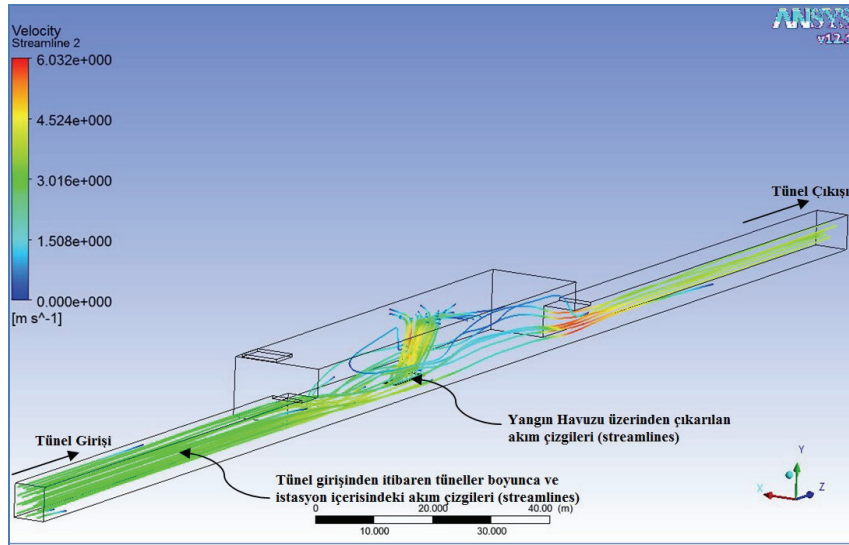 Velocity
Streamline 2
ANSYS
v12.1
6.032e+000
4.524e+000
3.016e+000
1.508e+000
0.000e+000
[m s^-1]
Tünel Çıkışı
Tünel Girişi
Yangın Havuzu üzerinden çıkarılan
akım çizgileri (streamlines)
Tünel girişinden itibaren tüneller boyunca ve
istasyon içerisindeki akım çizgileri (streamlines)
0 20.000 40.00 (m)
10.000 30.000
Y
X
Z